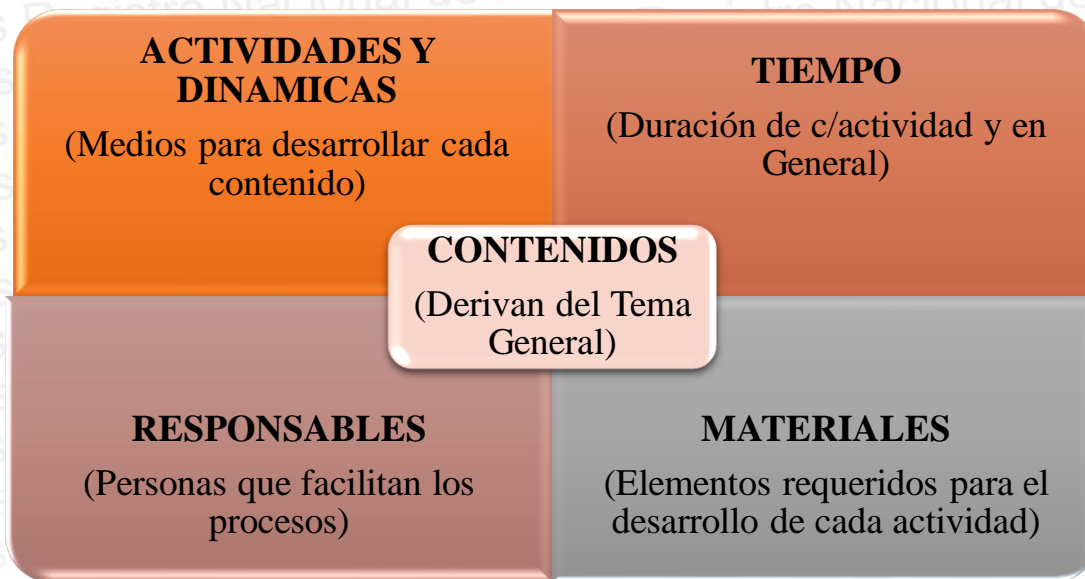 ACTIVIDADES Y
DINAMICAS
(Medios para desarrollar cada
contenido)
TIEMPO
(Duración de c/actividad y en
General)
CONTENIDOS
(Derivan del Tema
General)
RESPONSABLES
(Personas que facilitan los
procesos)
MATERIALES
(Elementos requeridos para el
desarrollo de cada actividad)